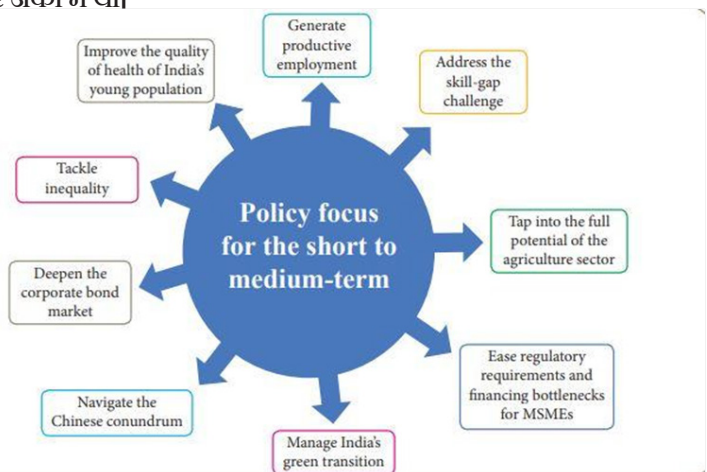 Generate
productive
employment
Address the
skill-gap
challenge
Tap into the full
potential of the
agriculture sector
Ease regulatory
requirements and
financing bottlenecks
for MSMEs
Manage India's
green transition
Navigate the
Chinese conundrum
Deepen the
corporate bond
market
Tackle
inequality
Improve the quality
of health of India's
young population
Policy focus
for the short to
medium-term